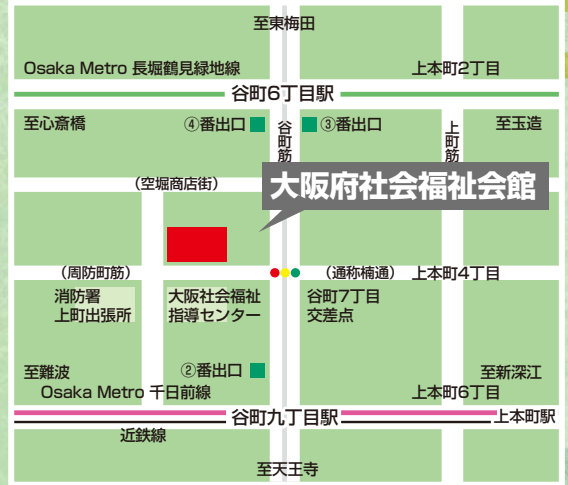 至東梅田
Osaka Metro 長堀鶴見緑地線
上本町2丁目
谷町6丁目駅
至心斎橋
④番出口
谷町筋
③番出口
上町筋
至玉造
(空堀商店街)
大阪府社会福祉会館
(周防町筋)
(通称楠通)
上本町4丁目
消防署
上町出張所
大阪社会福祉
指導センター
谷町7丁目
交差点
至難波
②番出口
至新深江
Osaka Metro 千日前線
上本町6丁目
谷町九丁目駅
上本町駅
近鉄線
至天王寺